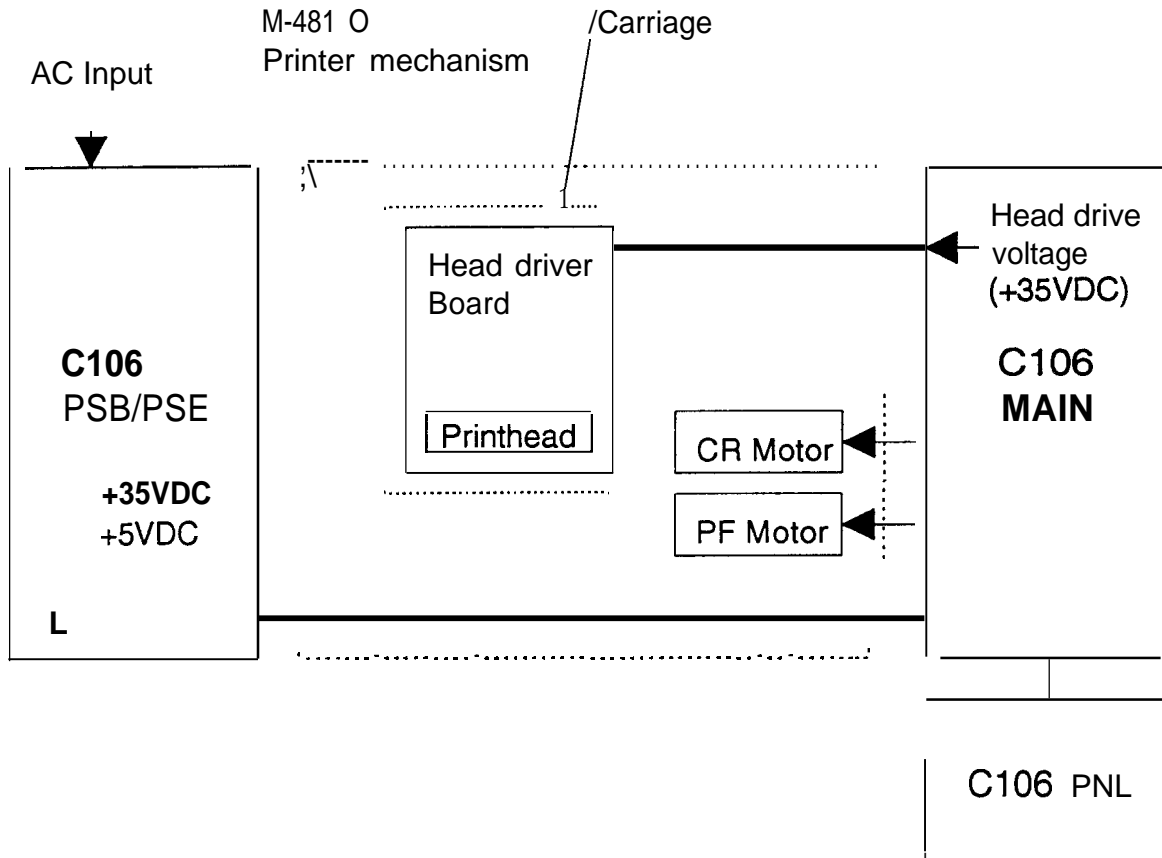 M-481 O
Printer mechanism
/Carriage
AC Input
Head driver
Board
Printhead
Head drive
voltage
(+35VDC)
C106
PSB/PSE
+35VDC
+5VDC
L
CR Motor
PF Motor
C106
MAIN
C106 PNL